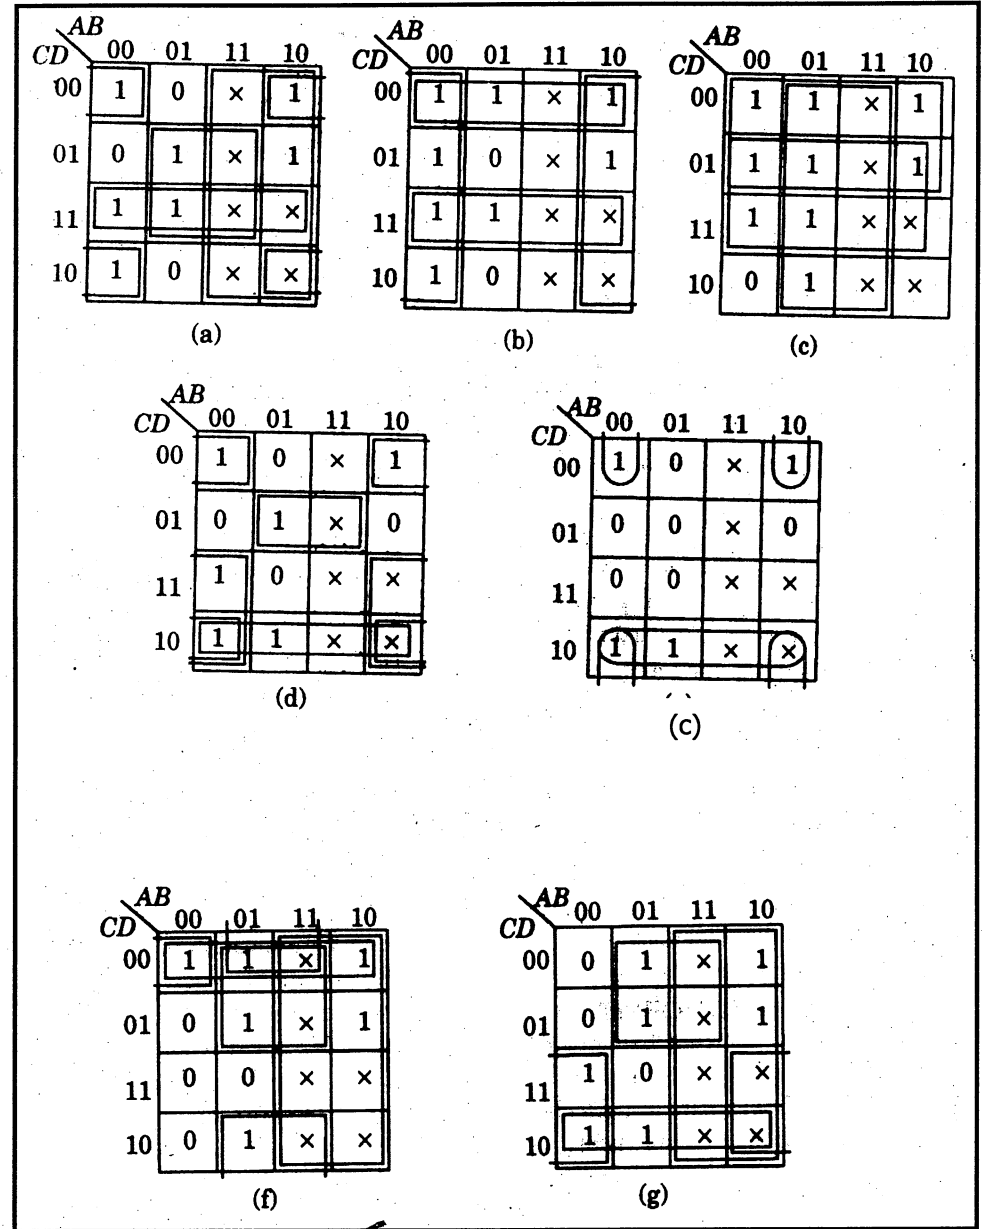 AB AB AB
CD 00 01 11 10 CD 00 01 11 10 CD 00 01 11 10
00 1 0 × 1 00 1 1 × 1 00 1 1 × 1
01 0 1 × 1 01 1 0 × 1 01 1 1 × 1
11 1 1 × × 11 1 1 × × 11 1 1 × ×
10 1 0 × × 10 1 0 × × 10 0 1 × ×
(a) (b) (c)
AB AB
CD 00 01 11 10 CD 00 01 11 10
00 1 0 × 1 00 1 0 × 1
01 0 1 × 0 01 0 0 × 0
11 1 0 × × 11 0 0 × ×
10 1 1 × × 10 1 1 × ×
(d) (c)
AB AB
CD 00 01 11 10 CD 00 01 11 10
00 1 1 × 1 00 0 1 × 1
01 0 1 × 1 01 0 1 × 1
11 0 0 × × 11 1 0 × ×
10 0 1 × × 10 1 1 × ×
(f) (g)